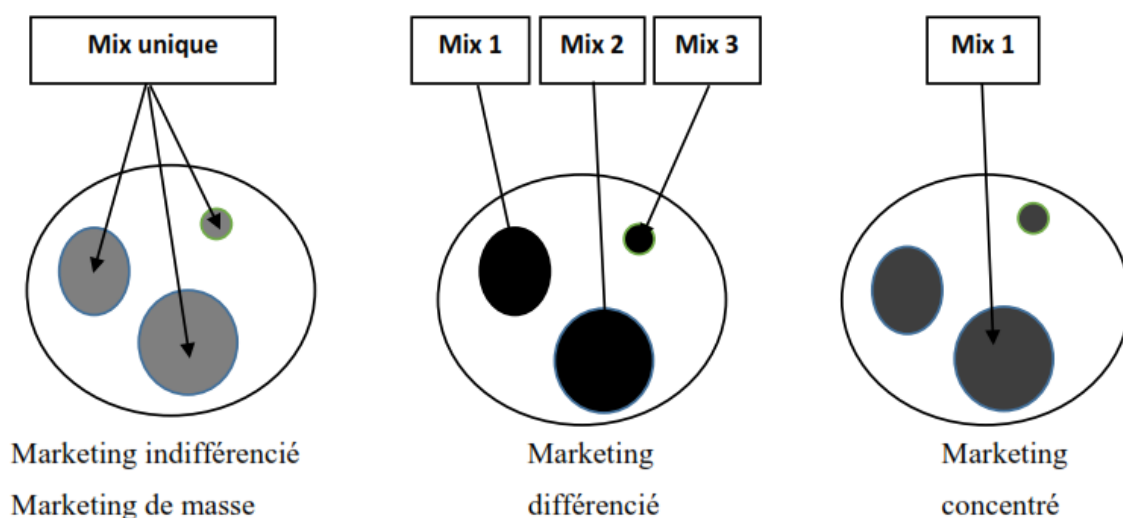 Mix unique
Mix 1
Mix 2
Mix 3
Mix 1
Marketing indifférencié
Marketing de masse
Marketing
différencié
Marketing
concentré